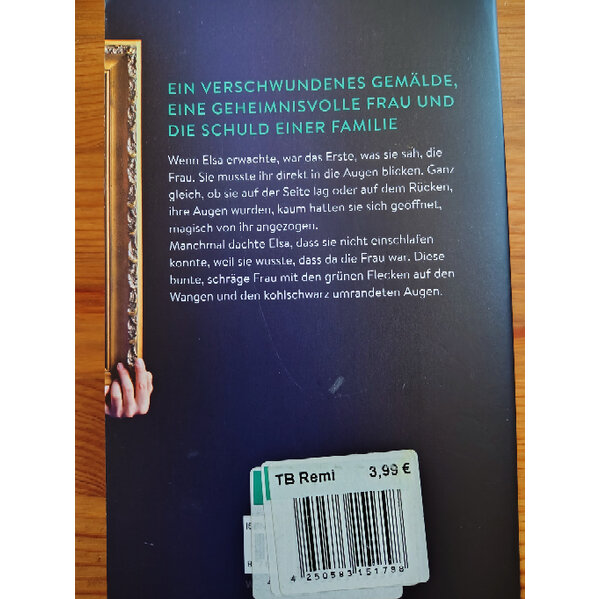 EIN VERSCHWUNDENES GEMÄLDE,
EINE GEHEIMNISVOLLE FRAU UND
DIE SCHULD EINER FAMILIE
Wenn Elsa erwachte, war das Erste, was sie sah, die
Frau. Sie musste ihr direkt in die Augen blicken. Ganz
gleich, ob sie auf der Seite lag oder auf dem Rücken,
ihre Augen wurden, kaum hatten sie sich geöffnet,
magisch von ihr angezogen.
Manchmal dachte Elsa, dass sie nicht einschlafen
konnte, weil sie wusste, dass da die Frau war. Diese
bunte, schräge Frau mit den grünen Flecken auf den
Wangen und den kohlschwarz umrandeten Augen.
TB Remi 3,99 €
4 250583 151798